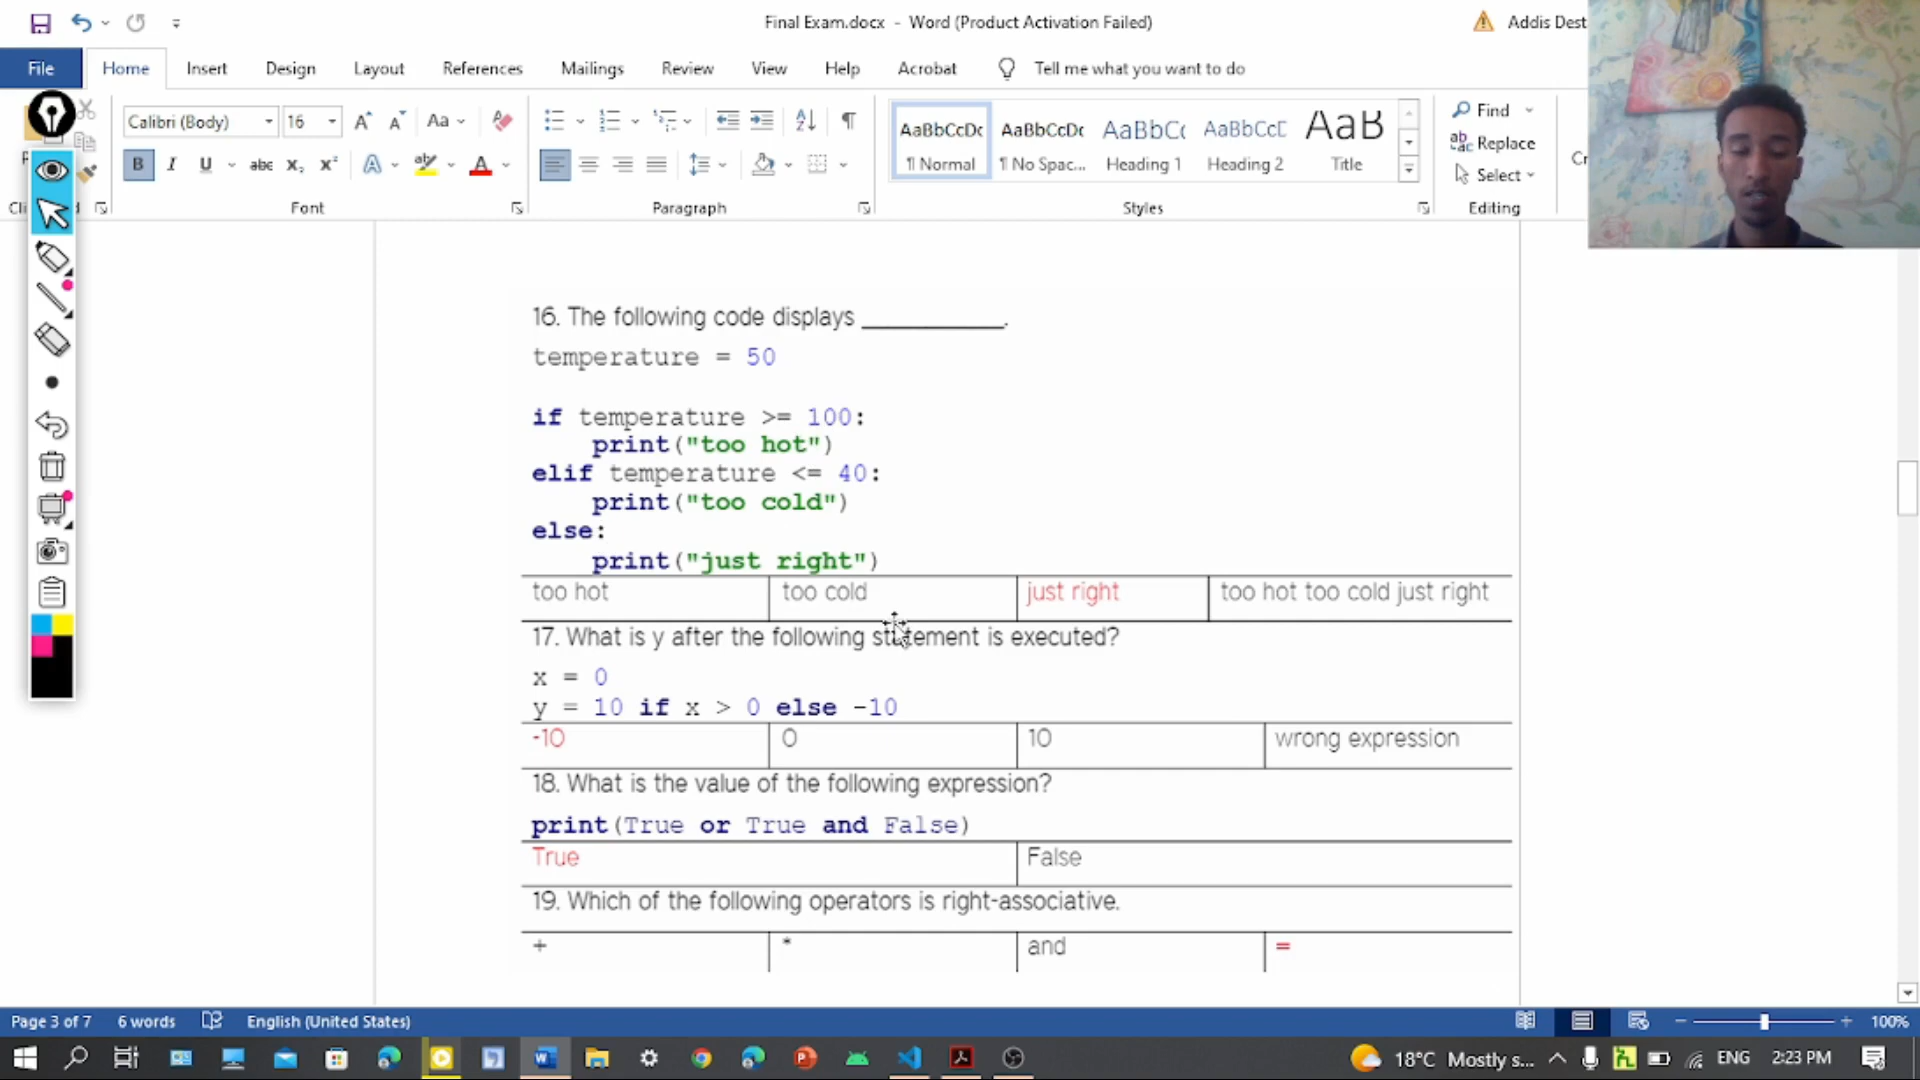 Final Exam.docx - Word (Product Activation Failed)
Addis Dest
File Home Insert Design Layout References Mailings Review View Help Acrobat Tell me what you want to do
Calibri (Body) 16 Aa
AaBbCcDc AaBbCcDc AaBbC AaBbCcD AaB
Find
Replace
Select
B I U abc x₂ x² A A
¶ Normal ¶ No Spac... Heading 1 Heading 2 Title
Font Paragraph Styles Editing
16. The following code displays ___________.
temperature = 50
if temperature >= 100:
print("too hot")
elif temperature <= 40:
print("too cold")
else:
print("just right")
too hot too cold just right too hot too cold just right
17. What is y after the following statement is executed?
x = 0
y = 10 if x > 0 else -10
-10 0 10 wrong expression
18. What is the value of the following expression?
print(True or True and False)
True False
19. Which of the following operators is right-associative.
+ * and =
Page 3 of 7 6 words English (United States) 100%
18°C Mostly s... ENG 2:23 PM